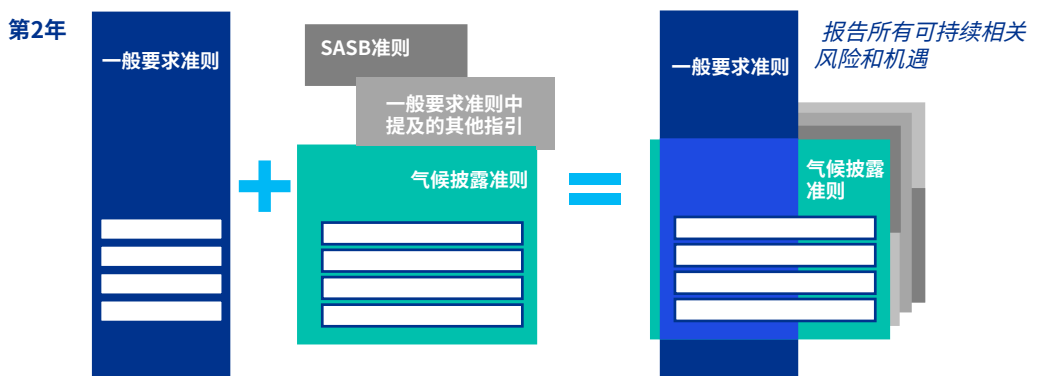 第2年
一般要求准则
SASB准则
一般要求准则中
提及的其他指引
气候披露准则
一般要求准则
报告所有可持续相关
风险和机遇
气候披露
准则